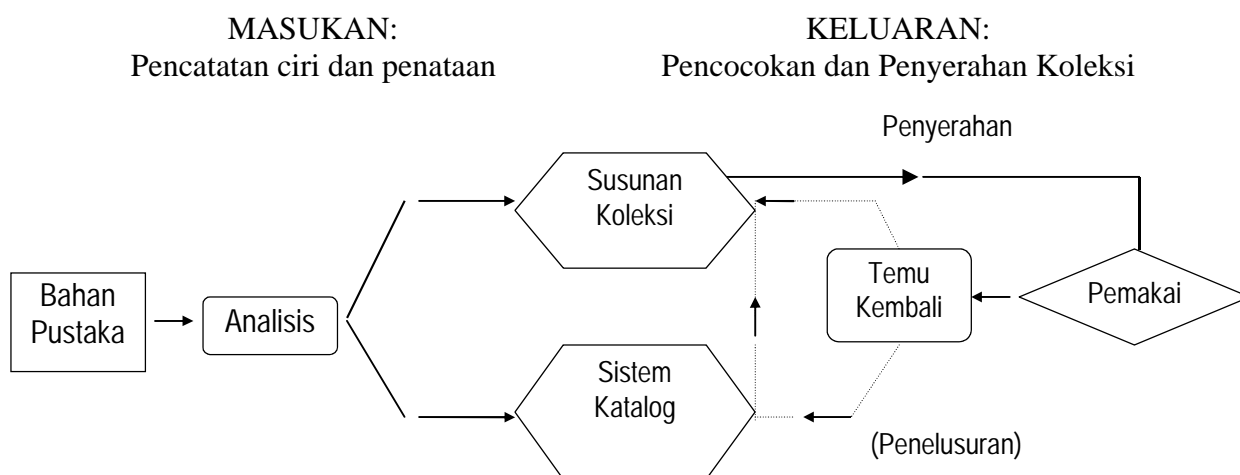 MASUKAN:
Pencatatan ciri dan penataan
KELUARAN:
Pencocokan dan Penyerahan Koleksi
Penyerahan
Susunan
Koleksi
Bahan
Pustaka
Analisis
Temu
Kembali
Pemakai
Sistem
Katalog
(Penelusuran)